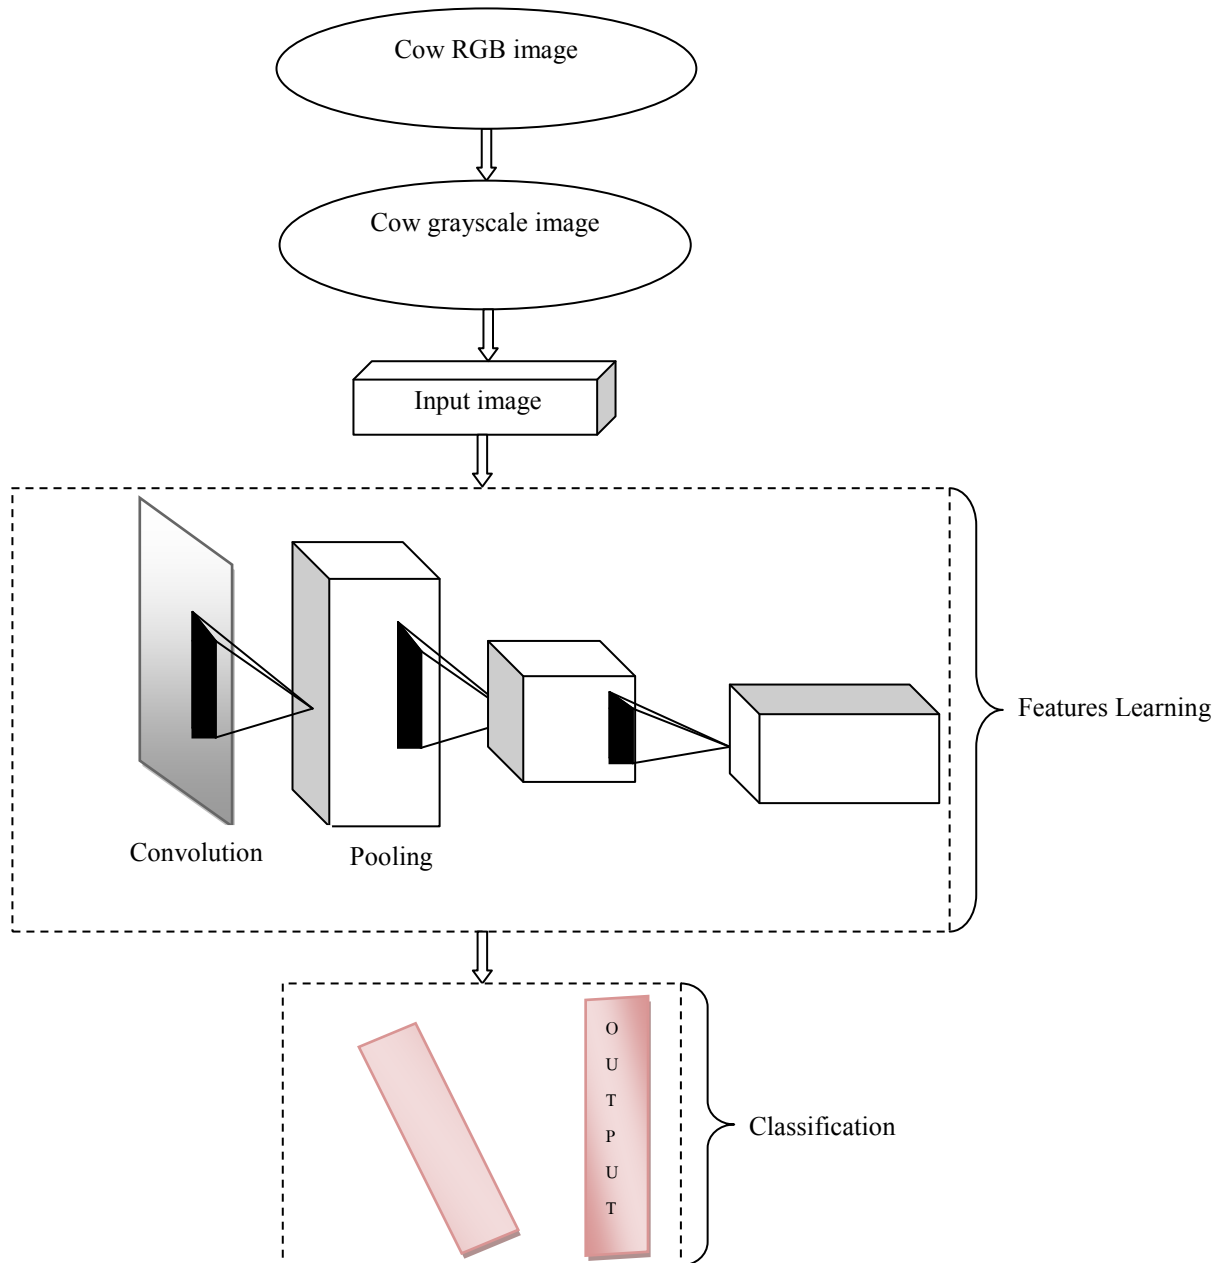 Cow RGB image
Cow grayscale image
Input image
Features Learning
Convolution
Pooling
O
U
T
P
U
T
Classification